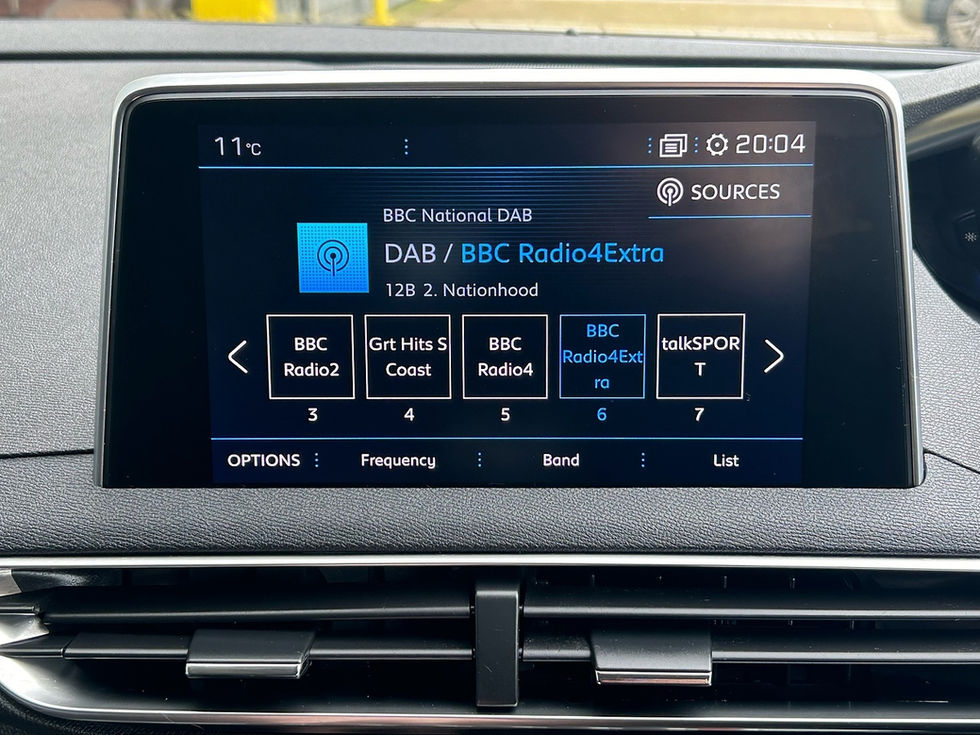 11°C
20:04
SOURCES
BBC National DAB
DAB / BBC Radio4Extra
12B 2. Nationhood
BBC
Radio2
3
Grt Hits S
Coast
4
BBC
Radio4
5
BBC
Radio4Ext
ra
6
talkSPOR
T
7
OPTIONS
Frequency
Band
List